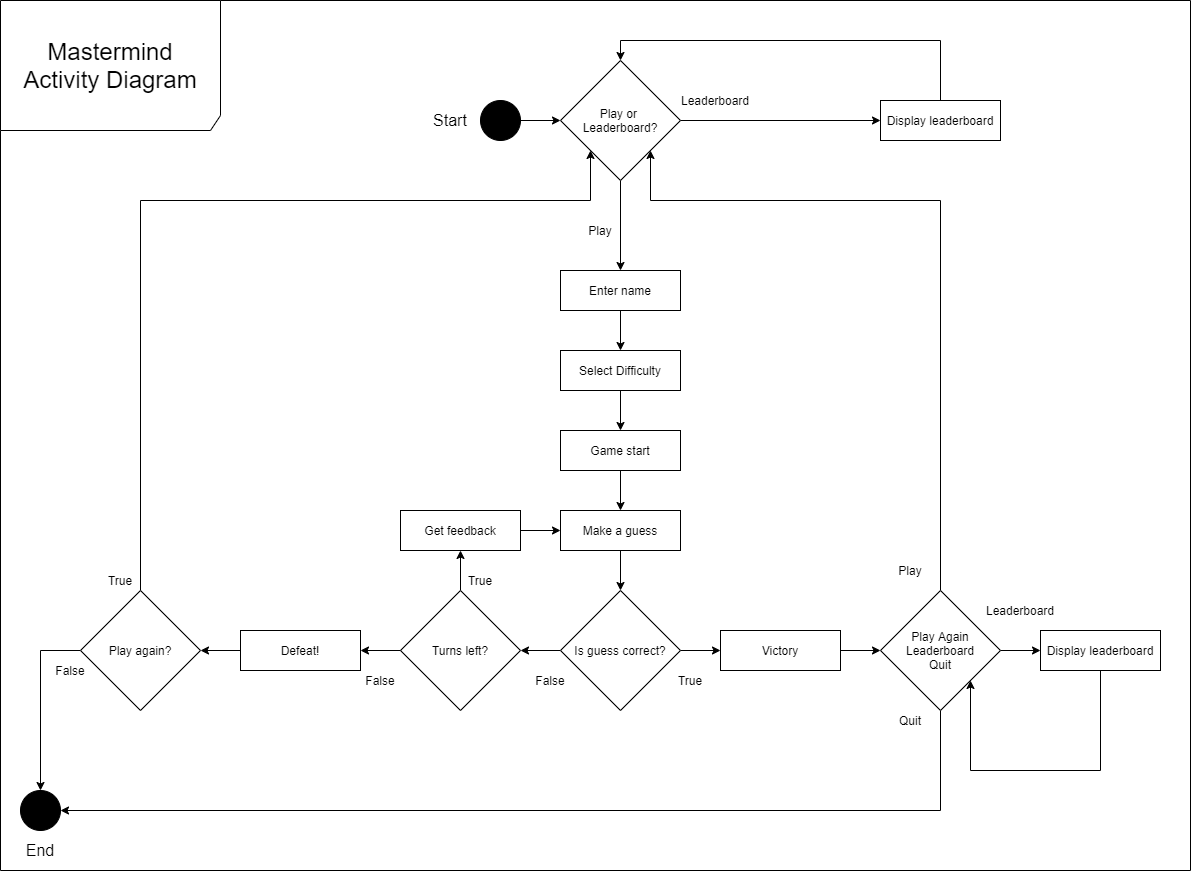 Mastermind
Activity Diagram
Start
Play or
Leaderboard?
Leaderboard
Display leaderboard
Play
Enter name
Select Difficulty
Game start
Get feedback
Make a guess
True
True
Play
Leaderboard
Play again?
Defeat!
Turns left?
Is guess correct?
Victory
Play Again
Leaderboard
Quit
Display leaderboard
False
False
False
True
Quit
End